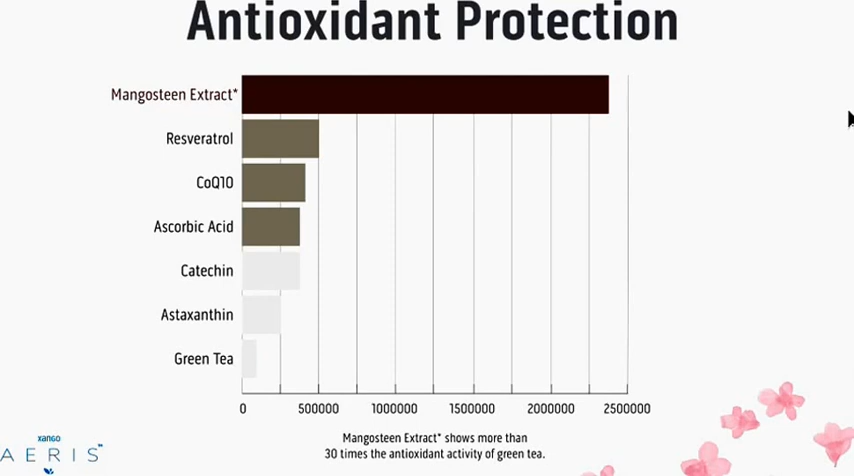 Antioxidant Protection
Mangosteen Extract*
Resveratrol
CoQ10
Ascorbic Acid
Catechin
Astaxanthin
Green Tea
0 500000 1000000 1500000 2000000 2500000
Mangosteen Extract* shows more than
30 times the antioxidant activity of green tea.
xango
AERIS™